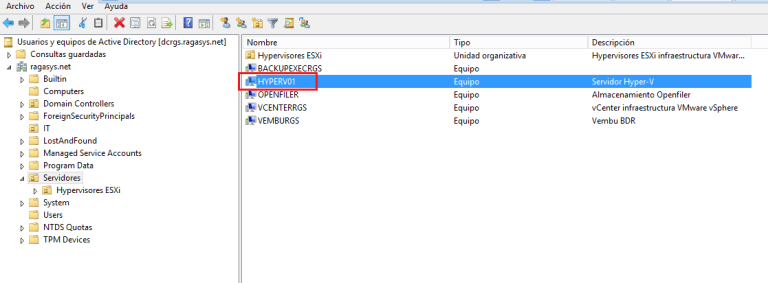 Archivo Acción Ver Ayuda
Usuarios y equipos de Active Directory [dcrgs.ragasys.net]
Consultas guardadas
ragasys.net
Builtin
Computers
Domain Controllers
ForeignSecurityPrincipals
IT
LostAndFound
Managed Service Accounts
Program Data
Servidores
Hypervisores ESXi
System
Users
NTDS Quotas
TPM Devices
Nombre Tipo Descripción
Hypervisores ESXi Unidad organizativa Hypervisores ESXi infraestructura VMware...
BACKUPEXECRGS Equipo
HYPERV01 Equipo Servidor Hyper-V
OPENFILER Equipo Almacenamiento Openfiler
VCENTERRGS Equipo vCenter infraestructura VMware vSphere
VEMBURGS Equipo Vembu BDR